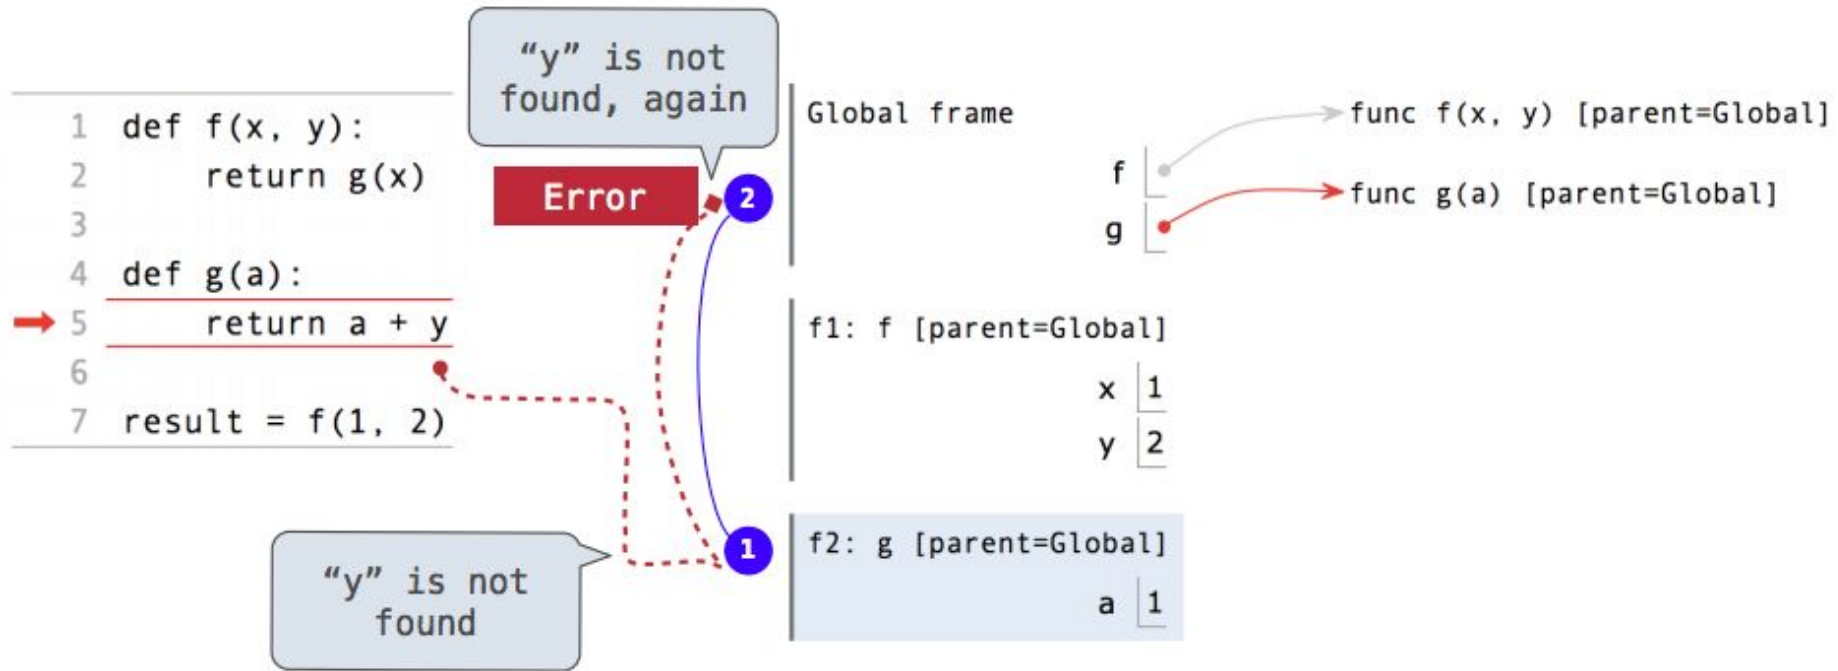 “y” is not
found, again
1 def f(x, y):
2     return g(x)
3
4 def g(a):
5     return a + y
6
7 result = f(1, 2)
Error
2
Global frame
f
g
func f(x, y) [parent=Global]
func g(a) [parent=Global]
f1: f [parent=Global]
x 1
y 2
1
f2: g [parent=Global]
a 1
“y” is not
found